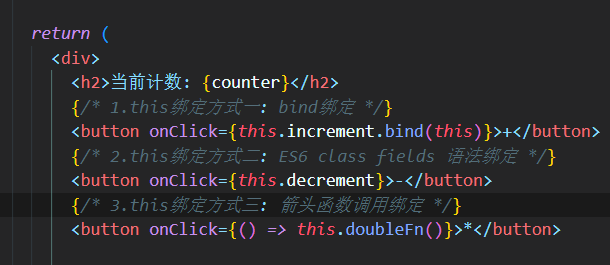 return (
<div>
<h2>当前计数: {counter}</h2>
{/* 1.this绑定方式一: bind绑定 */}
<button onClick={this.increment.bind(this)}>+</button>
{/* 2.this绑定方式二: ES6 class fields 语法绑定 */}
<button onClick={this.decrement}>-</button>
{/* 3.this绑定方式三: 箭头函数调用绑定 */}
<button onClick={() => this.doubleFn()}>*</button>